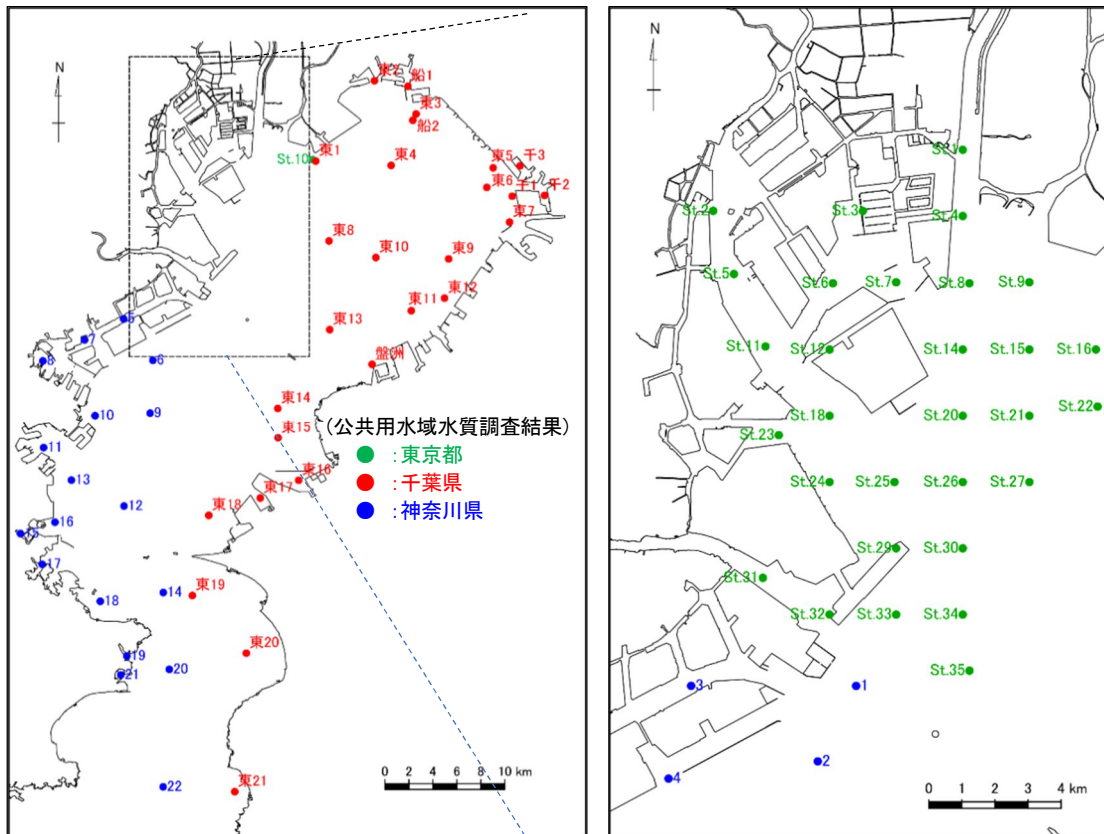 N
東2
船1
東3
船2
St.10
東1
東4
東5
千3
東6
千1
千2
東7
東8
東10
東9
東12
東11
5
東13
7
8
6
盤洲
東14
10
9
(公共用水域水質調査結果)
東15
:東京都
11
:千葉県
東16
13
東17
:神奈川県
12
東18
16
15
17
14
東19
18
東20
19
20
21
22
東21
0 2 4 6 8 10 km
N
St.1
St.2
St.3
St.4
St.5
St.6
St.7
St.8
St.9
St.11
St.12
St.14
St.15
St.16
St.18
St.20
St.21
St.22
St.23
St.24
St.25
St.26
St.27
St.29
St.30
St.31
St.32
St.33
St.34
St.35
3
1
2
4
0 1 2 3 4 km